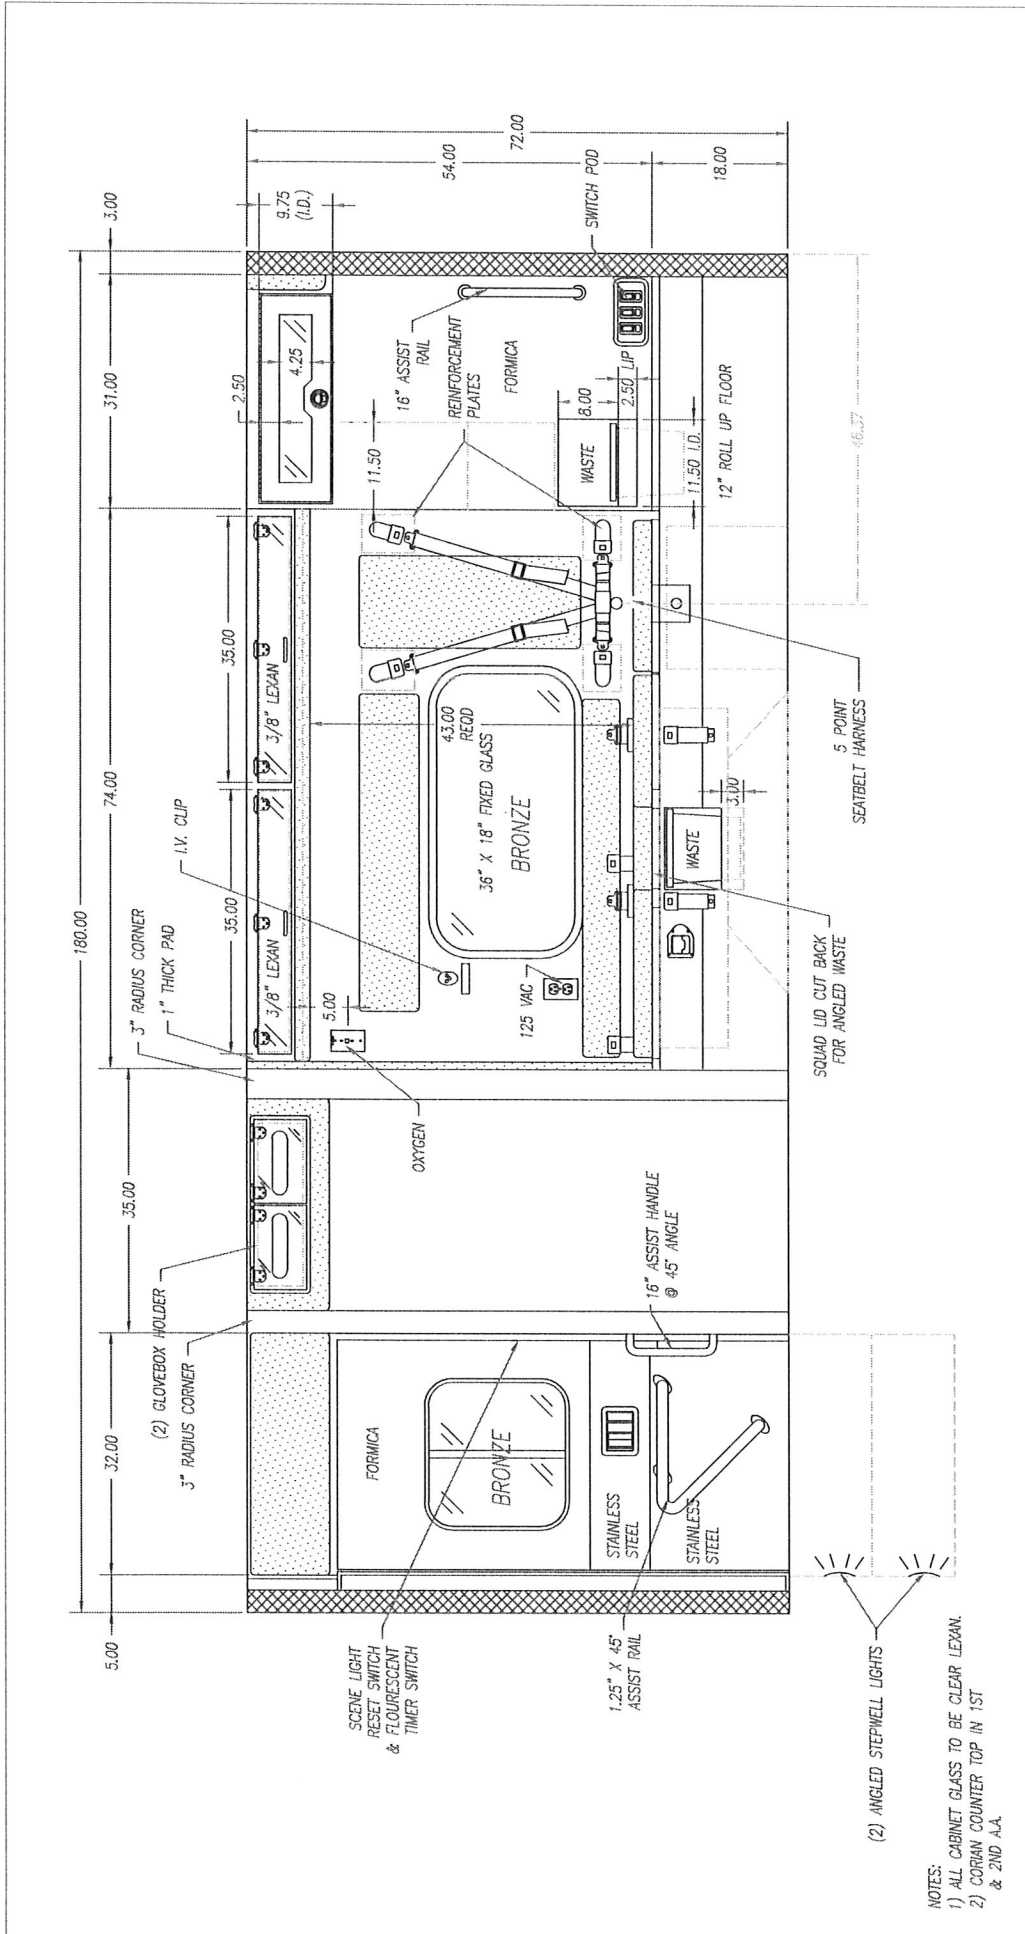 180.00
5.00
32.00
35.00
74.00
31.00
3.00
(2) GLOVEBOX HOLDER
3" RADIUS CORNER
3" RADIUS CORNER
1" THICK PAD
I.V. CLIP
35.00
35.00
2.50
9.75
(I.D.)
4.25
54.00
72.00
18.00
3/8" LEXAN
3/8" LEXAN
5.00
OXYGEN
43.00
REQD
36" X 18" FIXED GLASS
BRONZE
125 VAC
11.50
16" ASSIST
RAIL
REINFORCEMENT
PLATES
FORMICA
SWITCH POD
WASTE
8.00
2.50 LIP
11.50 I.D.
12" ROLL UP FLOOR
46.37
FORMICA
BRONZE
STAINLESS
STEEL
STAINLESS
STEEL
16" ASSIST HANDLE
@ 45° ANGLE
SCENE LIGHT
RESET SWITCH
& FLOURESCENT
TIMER SWITCH
1.25" X 45°
ASSIST RAIL
WASTE
3.00
SQUAD LID CUT BACK
FOR ANGLED WASTE
5 POINT
SEATBELT HARNESS
(2) ANGLED STEPWELL LIGHTS
NOTES:
1) ALL CABINET GLASS TO BE CLEAR LEXAN.
2) CORIAN COUNTER TOP IN 1ST
& 2ND A.A.